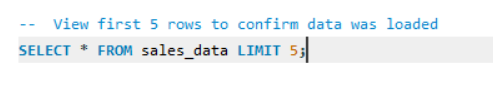 --  View first 5 rows to confirm data was loaded
SELECT * FROM sales_data LIMIT 5;